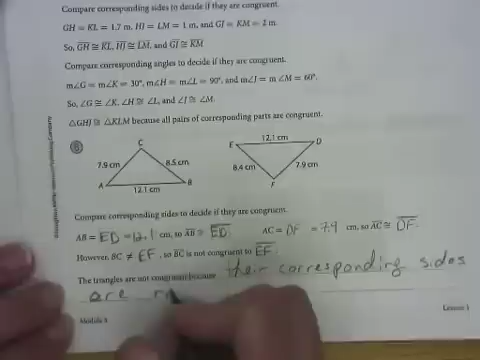 Compare corresponding sides to decide if they are congruent.
GH = KL = 1.7 m, HJ = LM = 1 m, and GJ = KM = 2 m.
So, GH ≅ KL, HJ ≅ LM, and GJ ≅ KM
Compare corresponding angles to decide if they are congruent.
m∠G = m∠K = 30°, m∠H = m∠L = 90°, and m∠J = m∠M = 60°.
So, ∠G ≅ ∠K, ∠H ≅ ∠L, and ∠J ≅ ∠M.
△GHJ ≅ △KLM because all pairs of corresponding parts are congruent.
B
C
7.9 cm
8.5 cm
A
B
12.1 cm
E
12.1 cm
D
8.4 cm
7.9 cm
F
Compare corresponding sides to decide if they are congruent.
AB = ED = 12.1 cm, so AB ≅ ED. AC = DF = 7.9 cm, so AC ≅ DF.
However, BC ≠ EF, so BC is not congruent to EF.
The triangles are not congruent because their corresponding sides
are
Module 3
Lesson 1